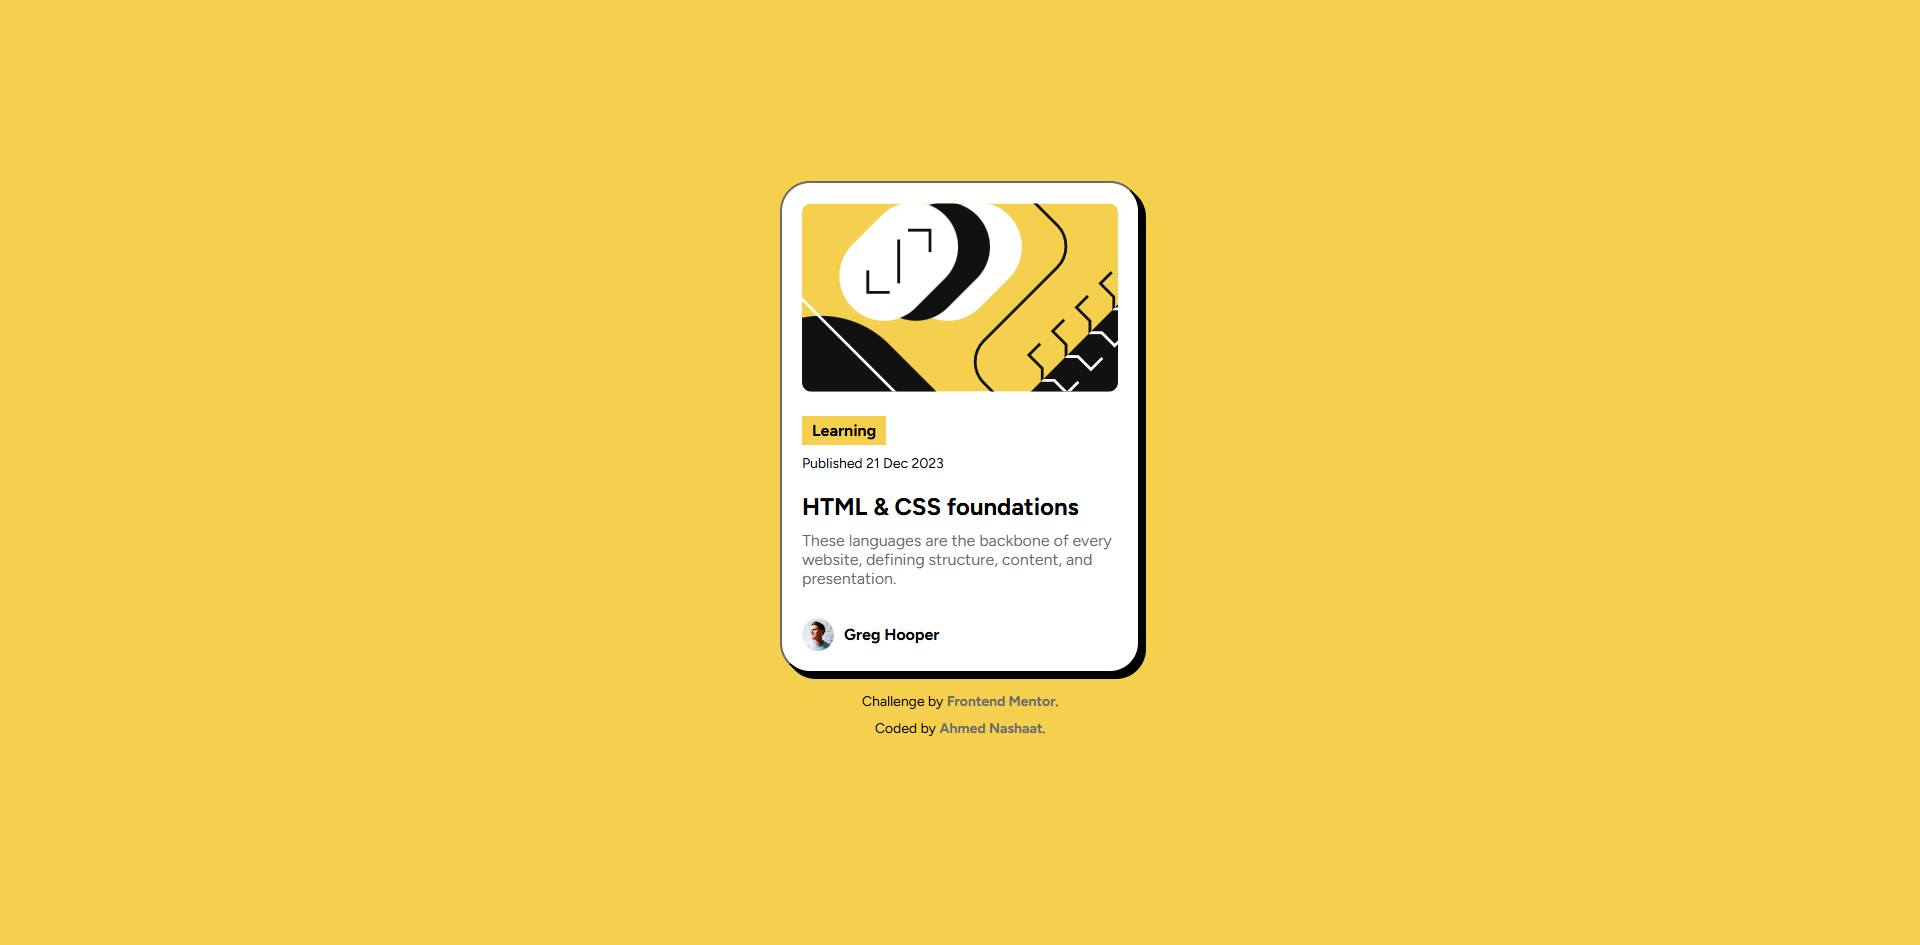 Learning
Published 21 Dec 2023
HTML & CSS foundations
These languages are the backbone of every
website, defining structure, content, and
presentation.
Greg Hooper
Challenge by Frontend Mentor.
Coded by Ahmed Nashaat.